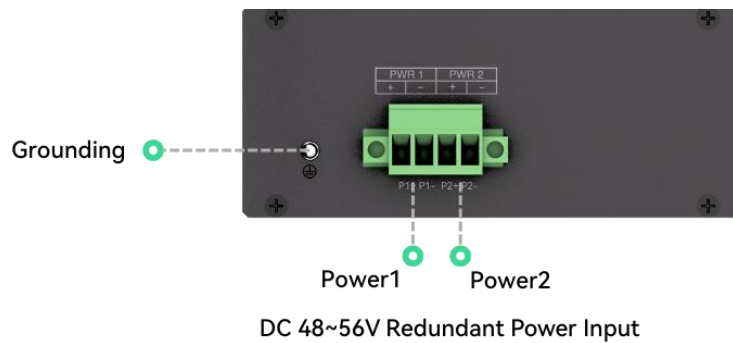 PWR 1 PWR 2
+ - + -
Grounding
P1+ P1- P2+ P2-
Power1 Power2
DC 48~56V Redundant Power Input